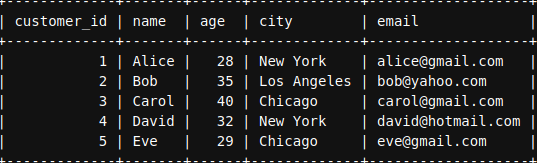 | customer_id | name | age | city | email |
| 1 | Alice | 28 | New York | alice@gmail.com |
| 2 | Bob | 35 | Los Angeles | bob@yahoo.com |
| 3 | Carol | 40 | Chicago | carol@gmail.com |
| 4 | David | 32 | New York | david@hotmail.com |
| 5 | Eve | 29 | Chicago | eve@gmail.com |